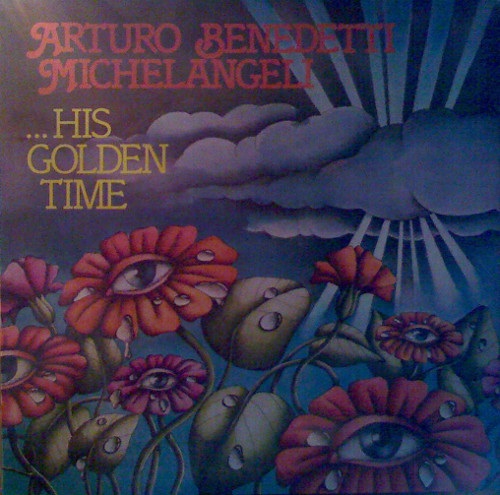 ARTURO BENEDETTI
MICHELANGELI
...HIS
GOLDEN
TIME